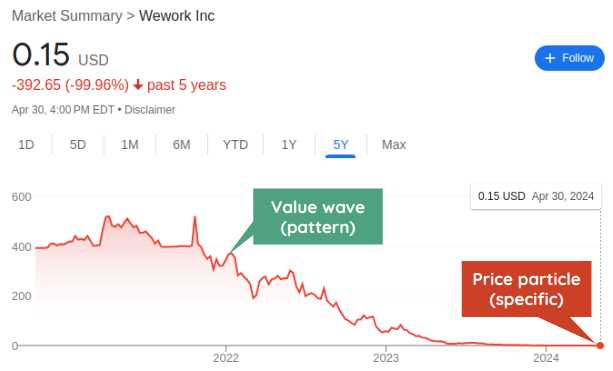 Market Summary > Wework Inc
0.15 USD
-392.65 (-99.96%) ↓ past 5 years
Apr 30, 4:00 PM EDT • Disclaimer
+ Follow
1D 5D 1M 6M YTD 1Y 5Y Max
0.15 USD Apr 30, 2024
Value wave
(pattern)
Price particle
(specific)
600
400
200
0
2022 2023 2024